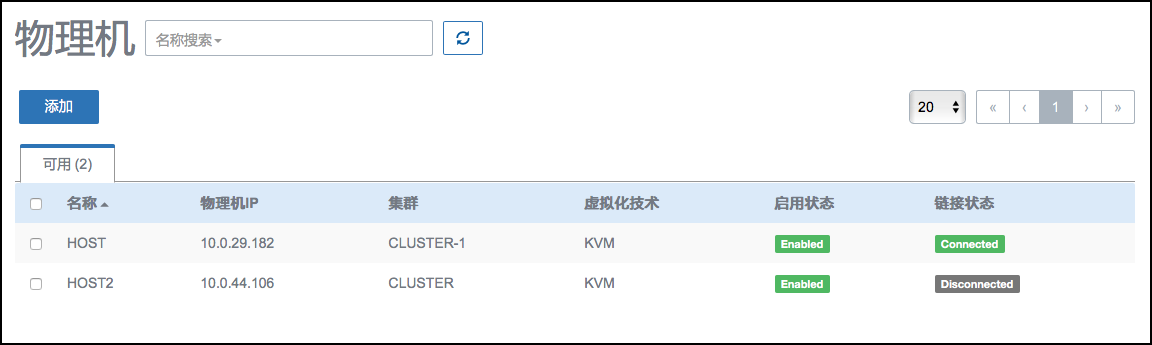 物理机 名称搜索
添加 20 « ‹ 1 › »
可用 (2)
名称 物理机IP 集群 虚拟化技术 启用状态 链接状态
HOST 10.0.29.182 CLUSTER-1 KVM Enabled Connected
HOST2 10.0.44.106 CLUSTER KVM Enabled Disconnected